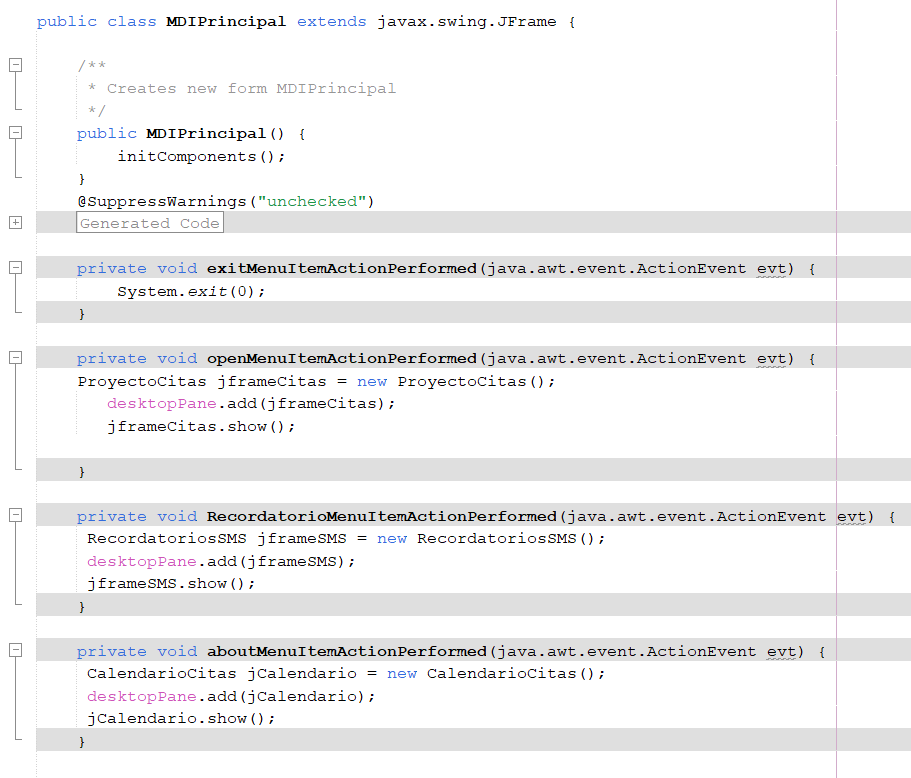 public class MDIPrincipal extends javax.swing.JFrame {
/**
* Creates new form MDIPrincipal
*/
public MDIPrincipal() {
initComponents();
}
@SuppressWarnings("unchecked")
Generated Code
private void exitMenuItemActionPerformed(java.awt.event.ActionEvent evt) {
System.exit(0);
}
private void openMenuItemActionPerformed(java.awt.event.ActionEvent evt) {
ProyectoCitas jframeCitas = new ProyectoCitas();
desktopPane.add(jframeCitas);
jframeCitas.show();
}
private void RecordatorioMenuItemActionPerformed(java.awt.event.ActionEvent evt) {
RecordatoriosSMS jframeSMS = new RecordatoriosSMS();
desktopPane.add(jframeSMS);
jframeSMS.show();
}
private void aboutMenuItemActionPerformed(java.awt.event.ActionEvent evt) {
CalendarioCitas jCalendario = new CalendarioCitas();
desktopPane.add(jCalendario);
jCalendario.show();
}